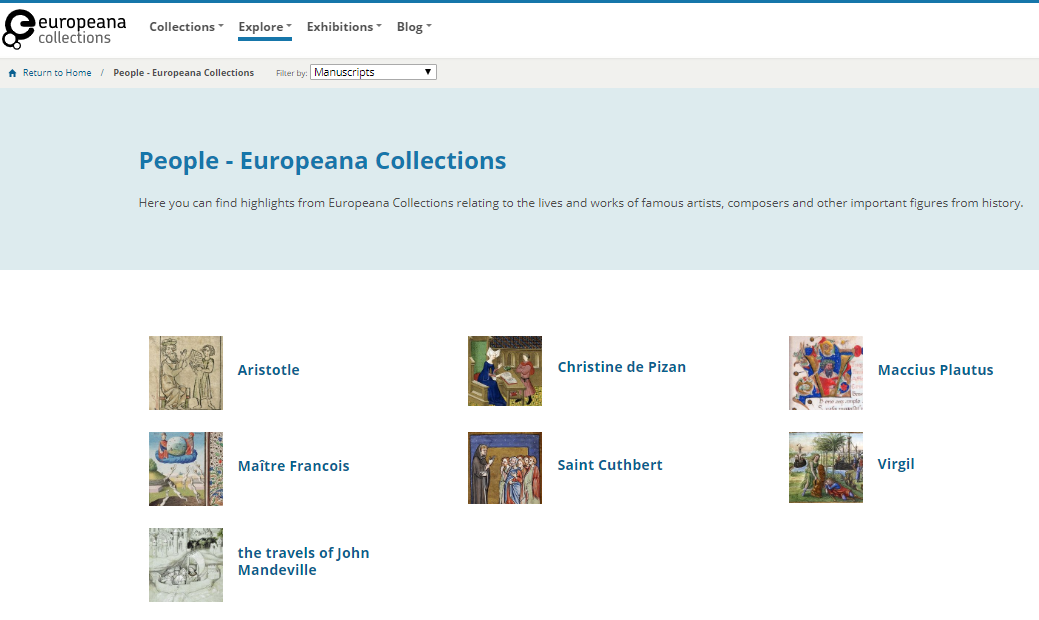 europeana
collections
Collections Explore Exhibitions Blog
Return to Home / People - Europeana Collections Filter by: Manuscripts
People - Europeana Collections
Here you can find highlights from Europeana Collections relating to the lives and works of famous artists, composers and other important figures from history.
Aristotle
Christine de Pizan
Maccius Plautus
Maître Francois
Saint Cuthbert
Virgil
the travels of John
Mandeville